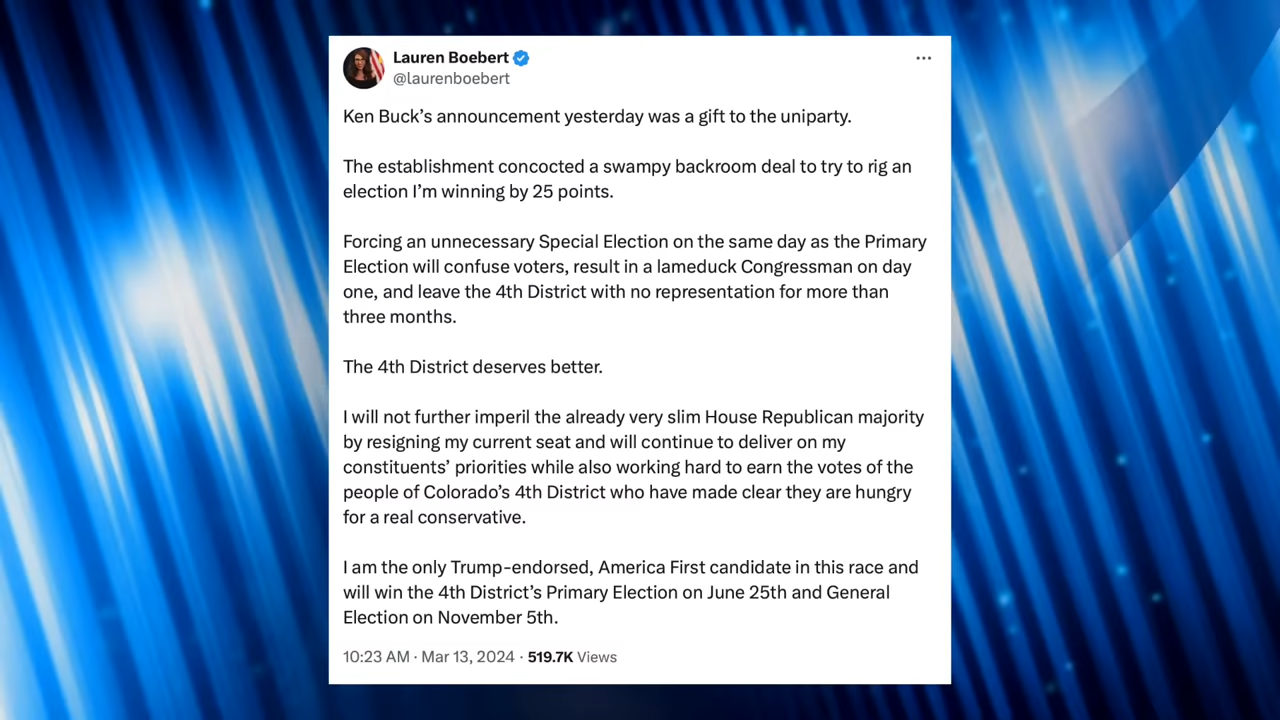 Lauren Boebert
@laurenboebert
Ken Buck’s announcement yesterday was a gift to the uniparty.
The establishment concocted a swampy backroom deal to try to rig an
election I’m winning by 25 points.
Forcing an unnecessary Special Election on the same day as the Primary
Election will confuse voters, result in a lameduck Congressman on day
one, and leave the 4th District with no representation for more than
three months.
The 4th District deserves better.
I will not further imperil the already very slim House Republican majority
by resigning my current seat and will continue to deliver on my
constituents’ priorities while also working hard to earn the votes of the
people of Colorado’s 4th District who have made clear they are hungry
for a real conservative.
I am the only Trump-endorsed, America First candidate in this race and
will win the 4th District’s Primary Election on June 25th and General
Election on November 5th.
10:23 AM · Mar 13, 2024 · 519.7K Views